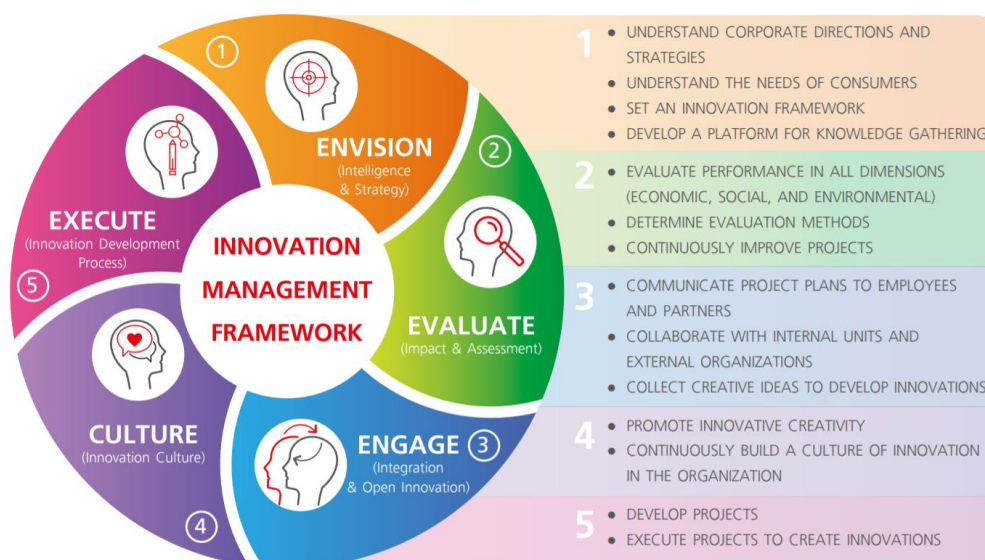 INNOVATION
MANAGEMENT
FRAMEWORK
1
ENVISION
(Intelligence
& Strategy)
2
EVALUATE
(Impact & Assessment)
ENGAGE 3
(Integration
& Open Innovation)
CULTURE
(Innovation Culture)
4
EXECUTE
(Innovation Development
Process)
5
1
● UNDERSTAND CORPORATE DIRECTIONS AND
STRATEGIES
● UNDERSTAND THE NEEDS OF CONSUMERS
● SET AN INNOVATION FRAMEWORK
● DEVELOP A PLATFORM FOR KNOWLEDGE GATHERING
2
● EVALUATE PERFORMANCE IN ALL DIMENSIONS
(ECONOMIC, SOCIAL, AND ENVIRONMENTAL)
● DETERMINE EVALUATION METHODS
● CONTINUOUSLY IMPROVE PROJECTS
3
● COMMUNICATE PROJECT PLANS TO EMPLOYEES
AND PARTNERS
● COLLABORATE WITH INTERNAL UNITS AND
EXTERNAL ORGANIZATIONS
● COLLECT CREATIVE IDEAS TO DEVELOP INNOVATIONS
4
● PROMOTE INNOVATIVE CREATIVITY
● CONTINUOUSLY BUILD A CULTURE OF INNOVATION
IN THE ORGANIZATION
5
● DEVELOP PROJECTS
● EXECUTE PROJECTS TO CREATE INNOVATIONS